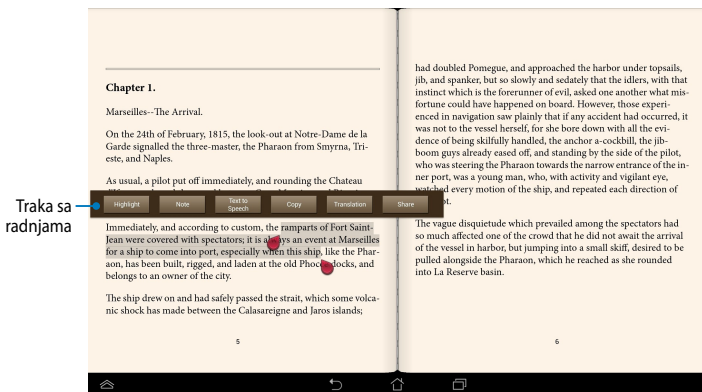 Chapter 1.
Marseilles--The Arrival.
On the 24th of February, 1815, the look-out at Notre-Dame de la
Garde signalled the three-master, the Pharaon from Smyrna, Tri-
este, and Naples.
As usual, a pilot put off immediately, and rounding the Chateau
Traka sa
radnjama
Highlight
Note
Text to
Speech
Copy
Translation
Share
Immediately, and according to custom, the ramparts of Fort Saint-
Jean were covered with spectators; it is always an event at Marseilles
for a ship to come into port, especially when this ship, like the Phar-
aon, has been built, rigged, and laden at the old Phocee docks, and
belongs to an owner of the city.
The ship drew on and had safely passed the strait, which some volca-
nic shock has made between the Calasareigne and Jaros islands;
5
had doubled Pomegue, and approached the harbor under topsails,
jib, and spanker, but so slowly and sedately that the idlers, with that
instinct which is the forerunner of evil, asked one another what mis-
fortune could have happened on board. However, those experi-
enced in navigation saw plainly that if any accident had occurred, it
was not to the vessel herself, for she bore down with all the evi-
dence of being skilfully handled, the anchor a-cockbill, the jib-
boom guys already eased off, and standing by the side of the pilot,
who was steering the Pharaon towards the narrow entrance of the in-
ner port, was a young man, who, with activity and vigilant eye,
watched every motion of the ship, and repeated each direction of
The vague disquietude which prevailed among the spectators had
so much affected one of the crowd that he did not await the arrival
of the vessel in harbor, but jumping into a small skiff, desired to be
pulled alongside the Pharaon, which he reached as she rounded
into La Reserve basin.
6